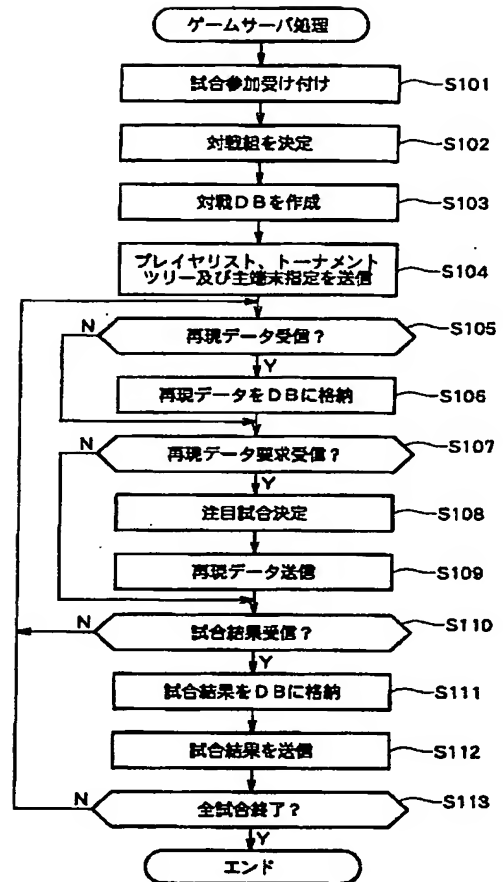 ゲームサーバ処理
試合参加受け付け
S101
対戦組を決定
S102
対戦DBを作成
S103
プレイヤリスト、トーナメント
ツリー及び主端末指定を送信
S104
N
再現データ受信?
S105
Y
再現データをDBに格納
S106
N
再現データ要求受信?
S107
Y
注目試合決定
S108
再現データ送信
S109
N
試合結果受信?
S110
Y
試合結果をDBに格納
S111
試合結果を送信
S112
N
全試合終了?
S113
Y
エンド